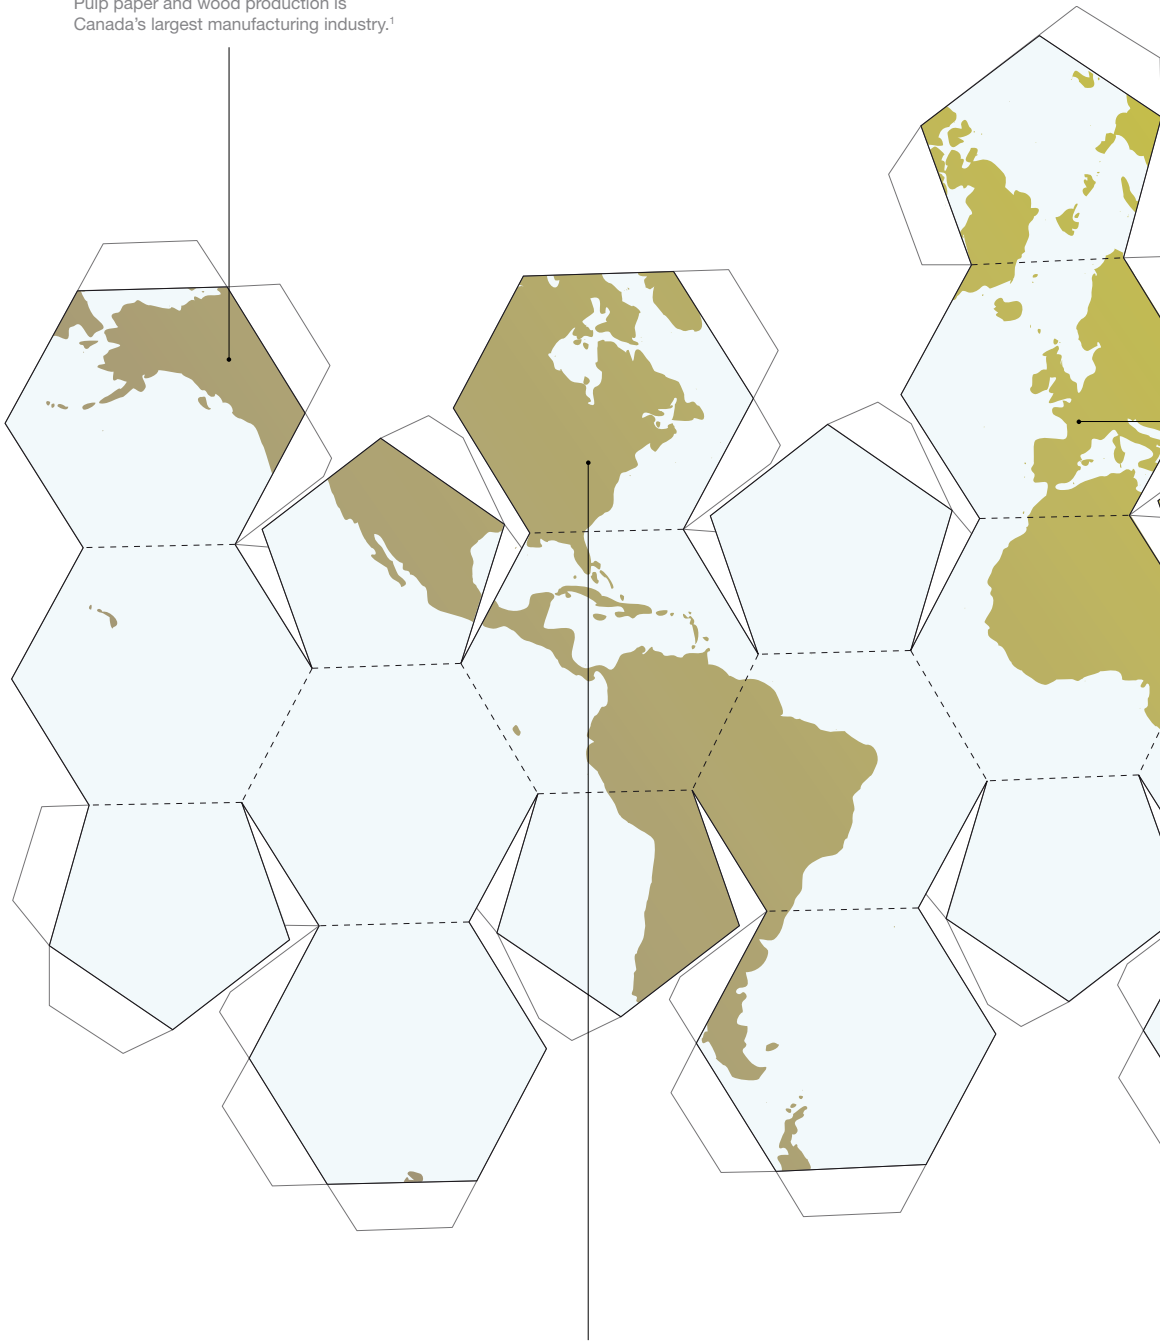 Pulp paper and wood production is
Canada's largest manufacturing industry.¹